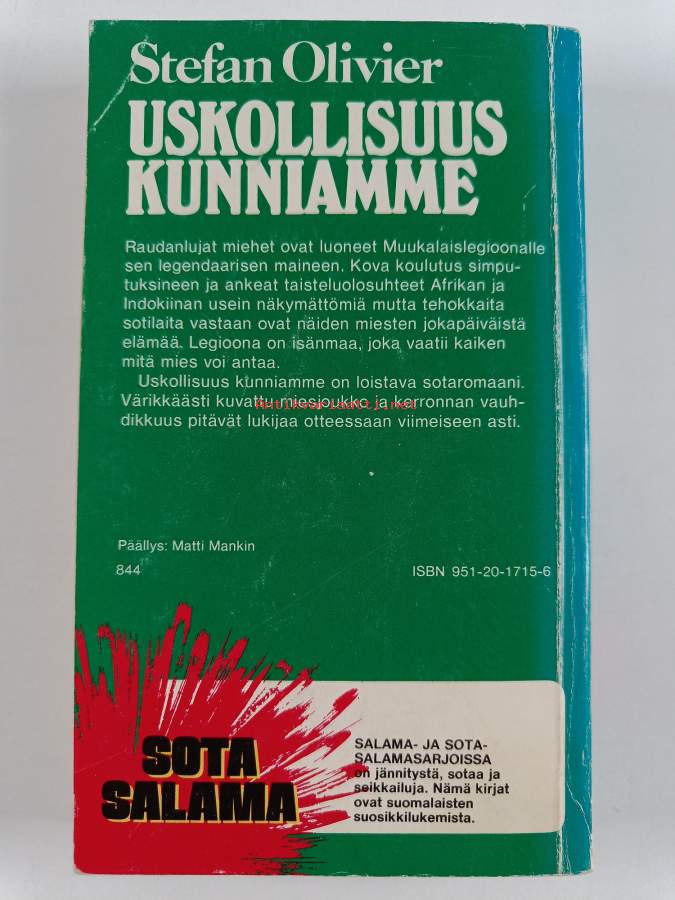 Stefan Olivier
USKOLLISUUS
KUNNIAMME
Raudanlujat miehet ovat luoneet Muukalaislegioonalle
sen legendaarisen maineen. Kova koulutus simpu-
tuksineen ja ankeat taisteluolosuhteet Afrikan ja
Indokiinan usein näkymättömiä mutta tehokkaita
sotilaita vastaan ovat näiden miesten jokapäiväistä
elämää. Legioona on isänmaa, joka vaatii kaiken
mitä mies voi antaa.
Uskollisuus kunniamme on loistava sotaromaani.
Värikkäästi kuvattu miesjoukko ja kerronnan vauh-
dikkuus pitävät lukijaa otteessaan viimeiseen asti.
Antikvariaatti.net
Päällys: Matti Mankin
844
ISBN 951-20-1715-6
SOTA
SALAMA
SALAMA- JA SOTA-
SALAMASARJOISSA
on jännitystä, sotaa ja
seikkailuja. Nämä kirjat
ovat suomalaisten
suosikkilukemista.